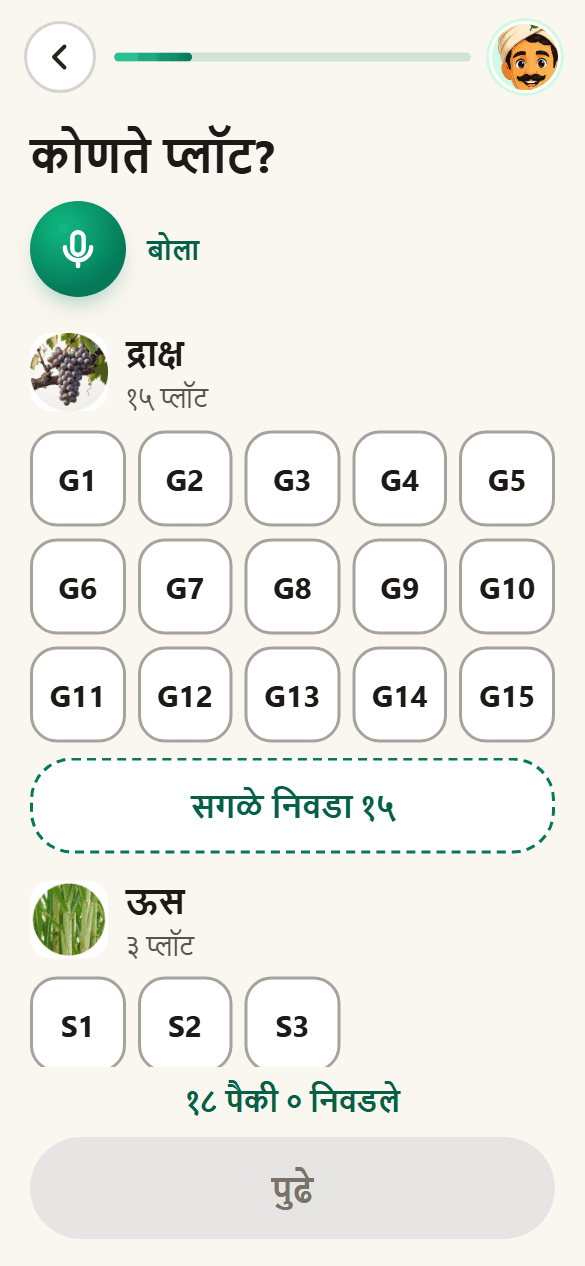 कोणते प्लॉट?
बोला
द्राक्ष
१५ प्लॉट
G1 G2 G3 G4 G5
G6 G7 G8 G9 G10
G11 G12 G13 G14 G15
सगळे निवडा १५
ऊस
३ प्लॉट
S1 S2 S3
१८ पैकी ० निवडले
पुढे